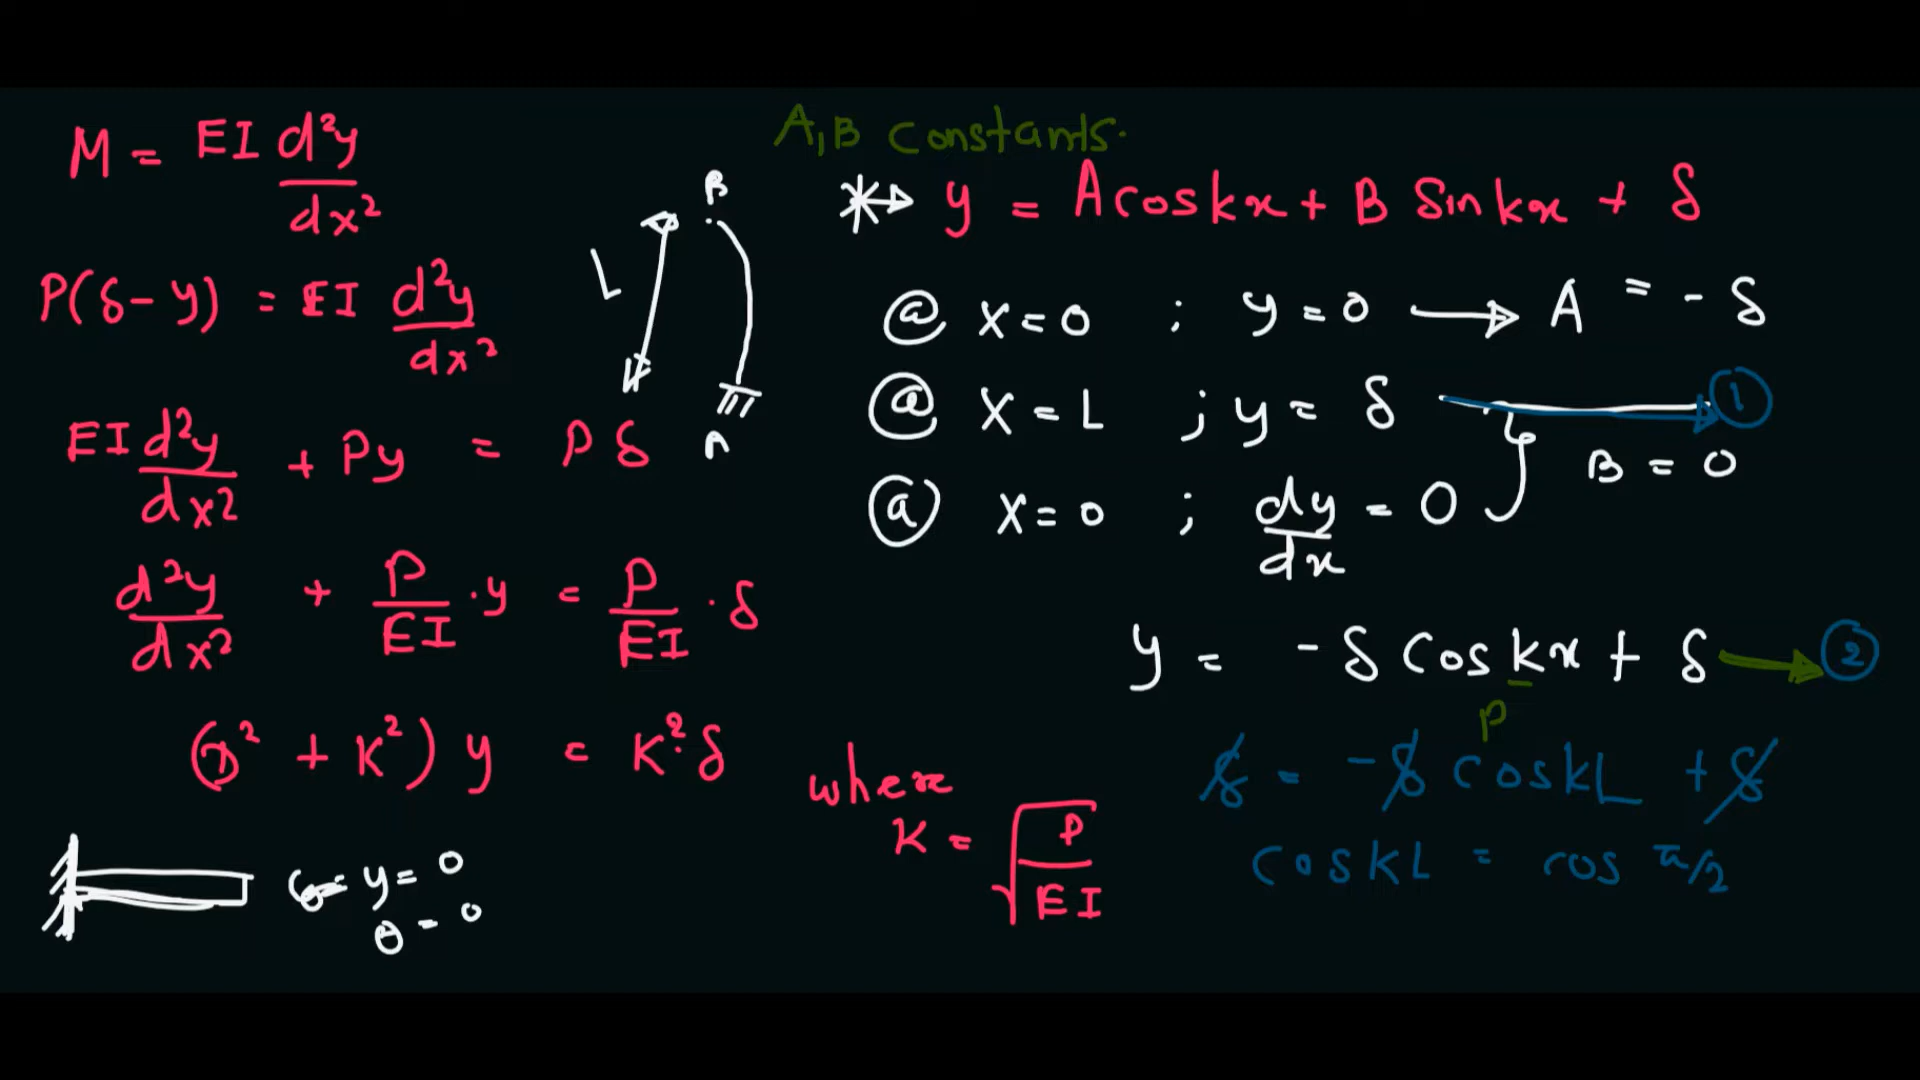 M = EI d²y/dx²
P(δ - y) = EI d²y/dx²
EI d²y/dx² + Py = Pδ
d²y/dx² + P/EI · y = P/EI · δ
(D² + K²) y = K² · δ
y = 0
θ = 0
B
L
A
where
K = √(P/EI)
A, B Constants.
y = A cos kx + B Sin kx + δ
@ x = 0 ; y = 0 → A = - δ
@ x = L ; y = δ → ①
B = 0
@ x = 0 ; dy/dx = 0
y = - δ Cos kx + δ → ②
P
δ = - δ cos kL + δ
cos KL = cos π/2